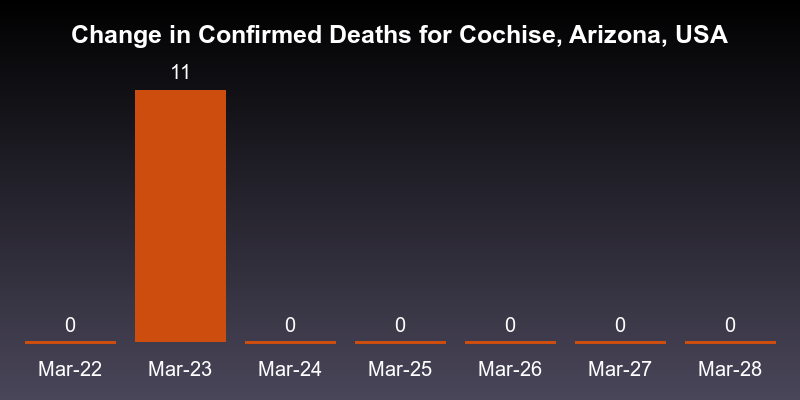 Change in Confirmed Deaths for Cochise, Arizona, USA
11
0 0 0 0 0 0
Mar-22 Mar-23 Mar-24 Mar-25 Mar-26 Mar-27 Mar-28